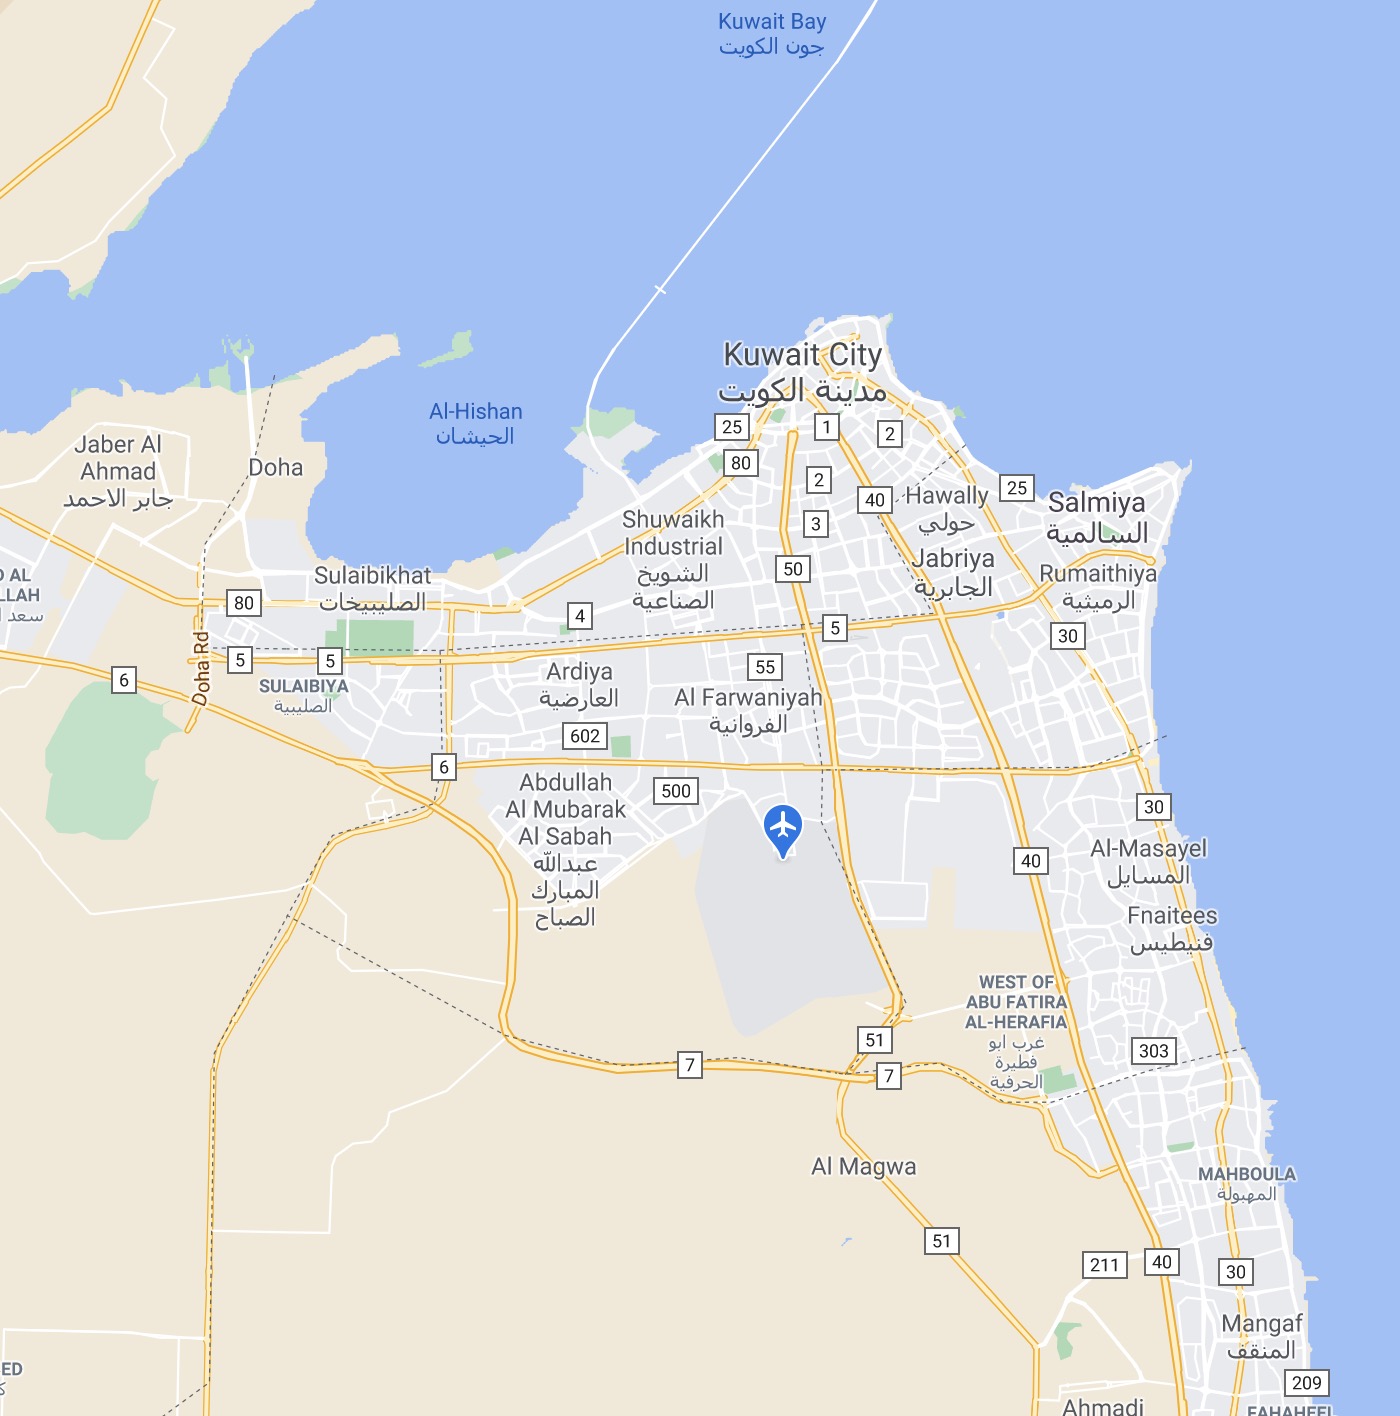 Kuwait Bay
جون الكويت
Kuwait City
مدينة الكويت
Al-Hishan
الحيشان
25
1
2
80
Jaber Al
Ahmad
جابر الاحمد
Doha
2
40
Hawally
حولي
25
Salmiya
السالمية
Shuwaikh
Industrial
الشويخ
الصناعية
3
Jabriya
الجابرية
50
Rumaithiya
الرميثية
Sulaibikhat
الصليبيخات
80
4
5
30
Doha Rd
5
5
6
SULAIBIYA
الصليبية
Ardiya
العارضية
55
Al Farwaniyah
الفروانية
602
6
Abdullah
Al Mubarak
Al Sabah
عبدالله
المبارك
الصباح
500
30
40
Al-Masayel
المسايل
Fnaitees
فنيطيس
WEST OF
ABU FATIRA
AL-HERAFIA
غرب ابو
فطيرة
الحرفية
51
303
7
7
Al Magwa
MAHBOULA
المهبولة
51
211
40
30
Mangaf
المنقف
209
Ahmadi
FAHAHEEL
AL
LLAH
سعد
ED